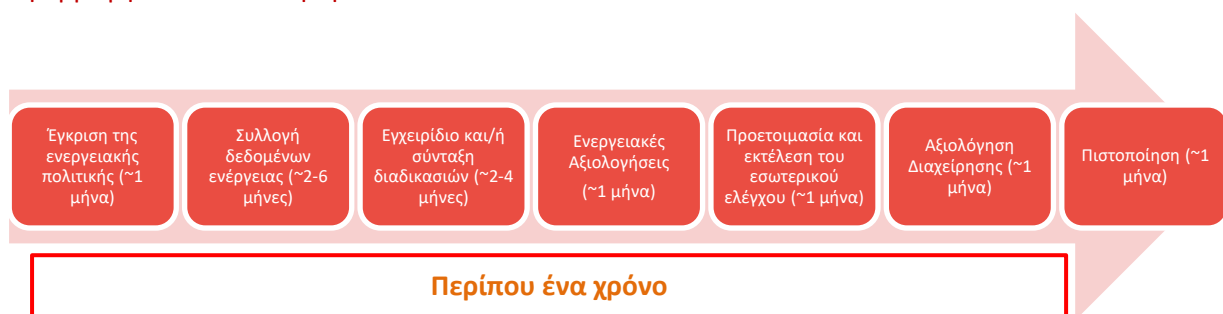 Έγκριση της
ενεργειακής
πολιτικής (~1
μήνα)
Συλλογή
δεδομένων
ενέργειας (~2-6
μήνες)
Εγχειρίδιο και/ή
σύνταξη
διαδικασιών (~2-4
μήνες)
Ενεργειακές
Αξιολογήσεις
(~1 μήνα)
Προετοιμασία και
εκτέλεση του
εσωτερικού
ελέγχου (~1 μήνα)
Αξιολόγηση
Διαχείρησης (~1
μήνα)
Πιστοποίηση (~1
μήνα)
Περίπου ένα χρόνο